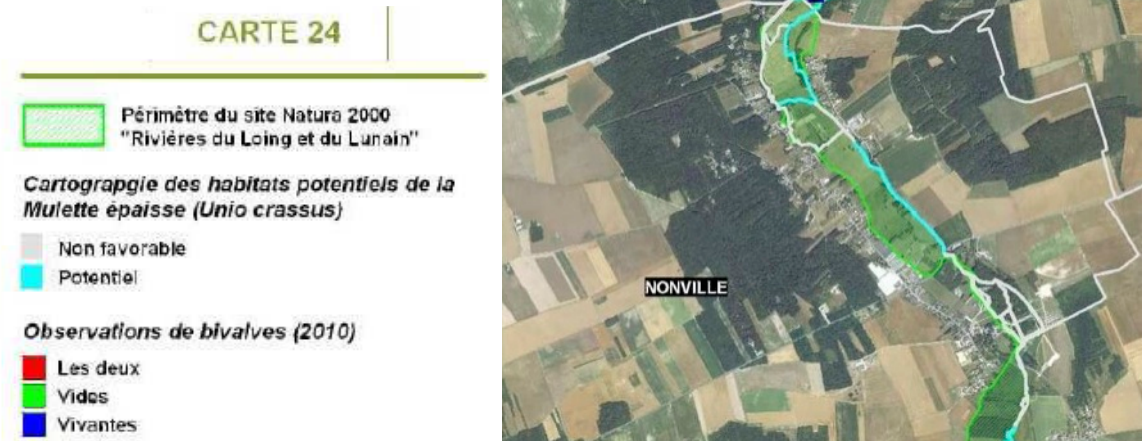 CARTE 24
Périmètre du site Natura 2000
"Rivières du Loing et du Lunain"
Cartograpgie des habitats potentiels de la
Mulette épaisse (Unio crassus)
Non favorable
Potentiel
Observations de bivalves (2010)
Les deux
Vides
Vivantes
NONVILLE